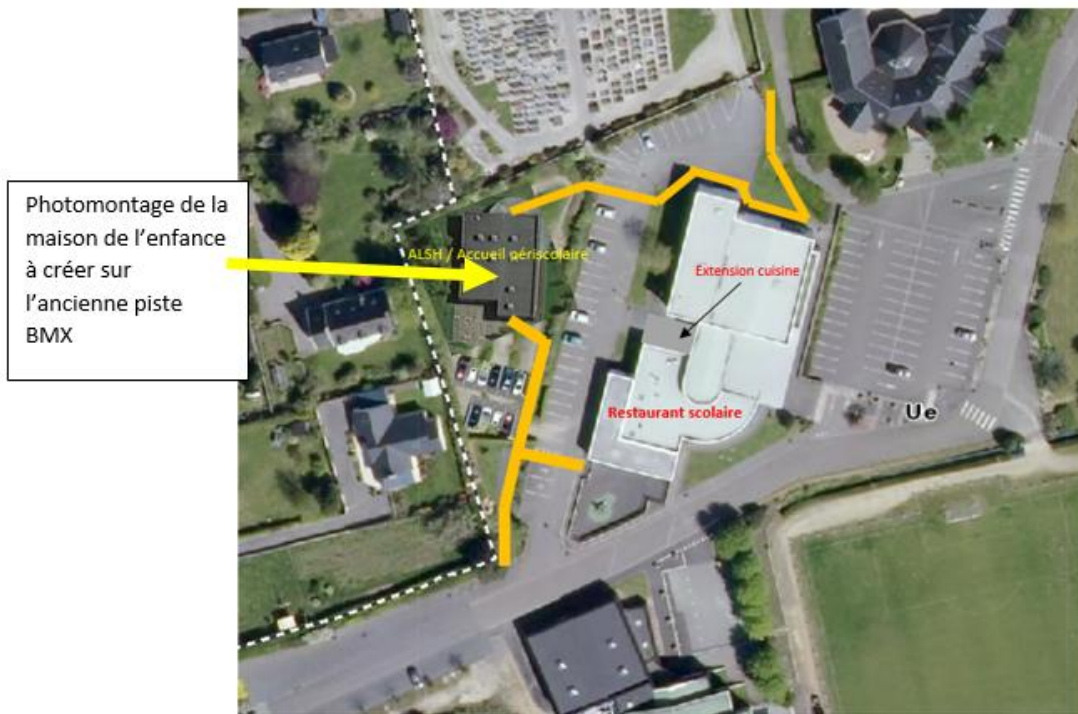 Photomontage de la
maison de l'enfance
à créer sur
l'ancienne piste
BMX
ALSH / Accueil périscolaire
Extension cuisine
Restaurant scolaire
Ue